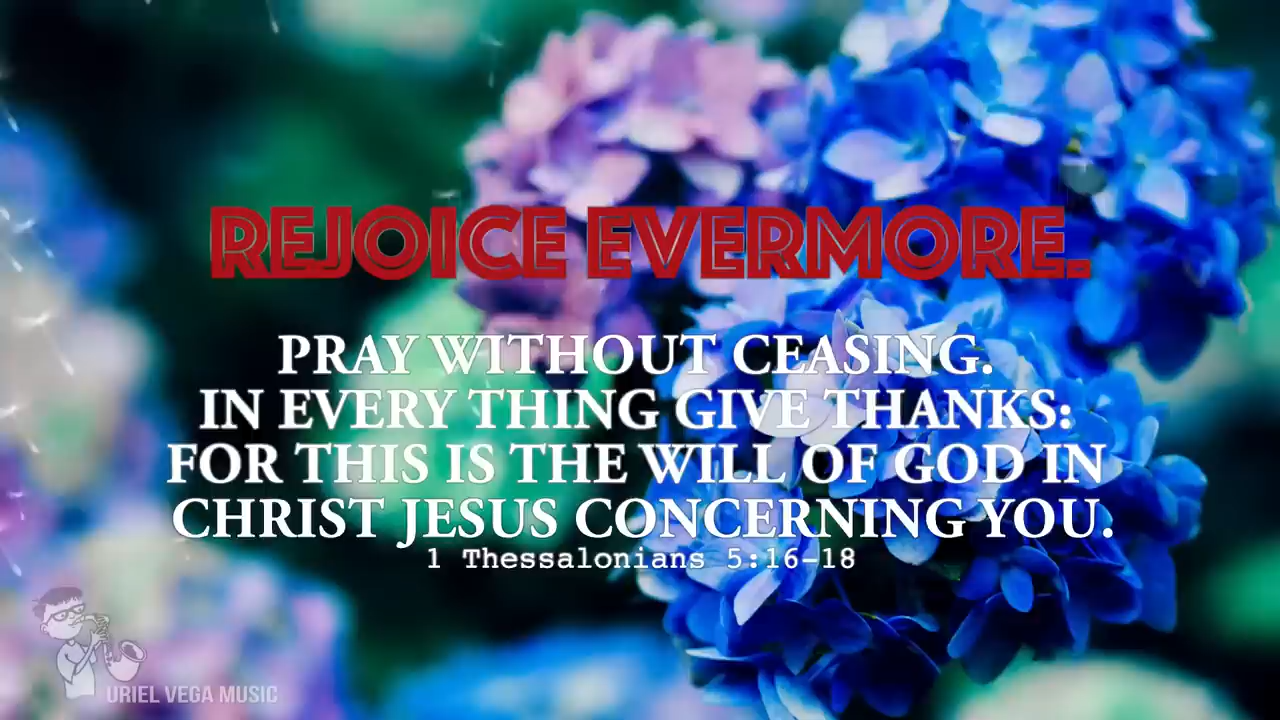 REJOICE EVERMORE.
PRAY WITHOUT CEASING.
IN EVERY THING GIVE THANKS:
FOR THIS IS THE WILL OF GOD IN
CHRIST JESUS CONCERNING YOU.
1 Thessalonians 5:16-18
URIEL VEGA MUSIC